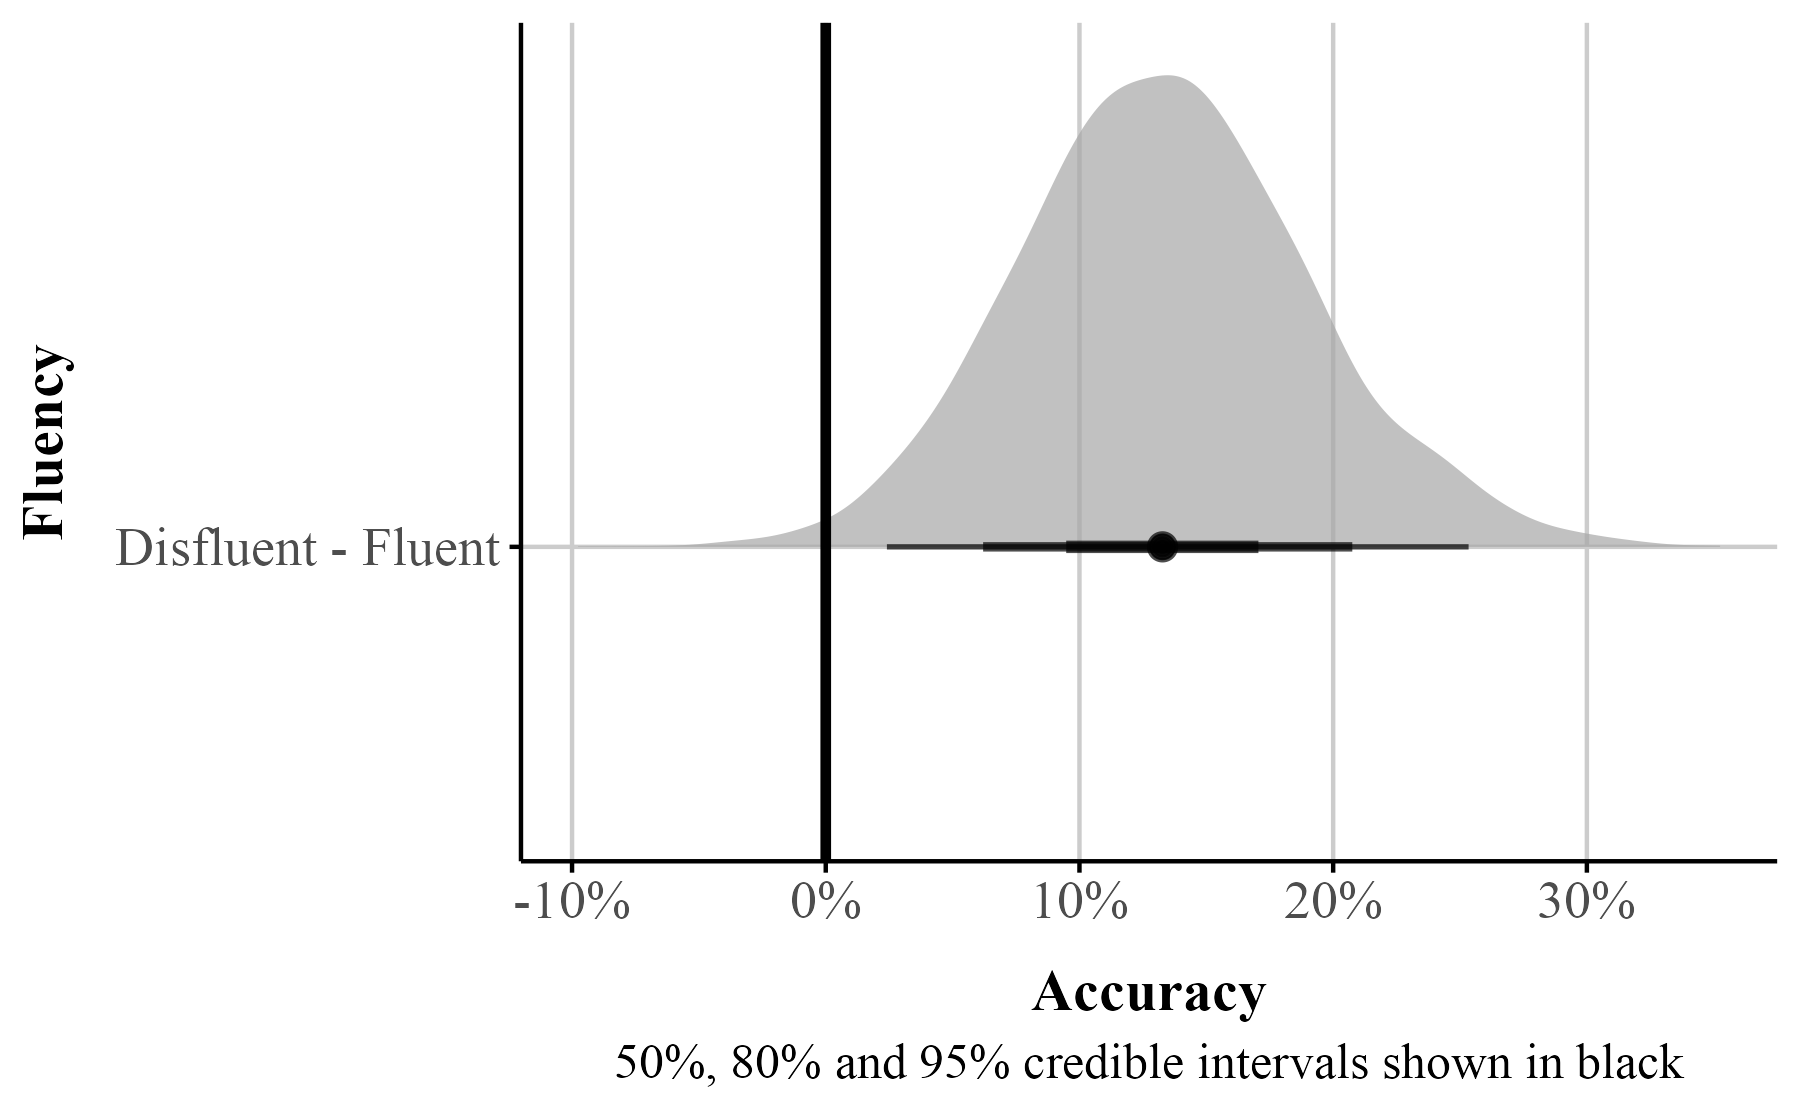 Fluency
Disfluent - Fluent
-10% 0% 10% 20% 30%
Accuracy
50%, 80% and 95% credible intervals shown in black